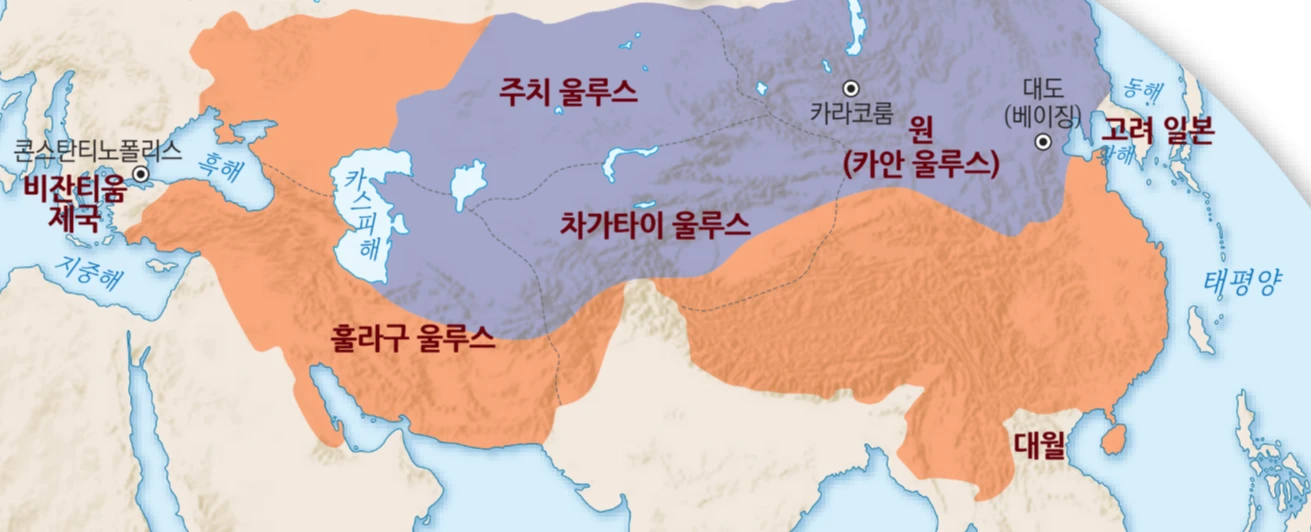 주치 울루스
카라코룸
대도
(베이징)
동해
고려 일본
황해
원
(카안 울루스)
콘스탄티노폴리스
흑해
비잔티움
제국
카스피해
차가타이 울루스
지중해
태평양
훌라구 울루스
대월